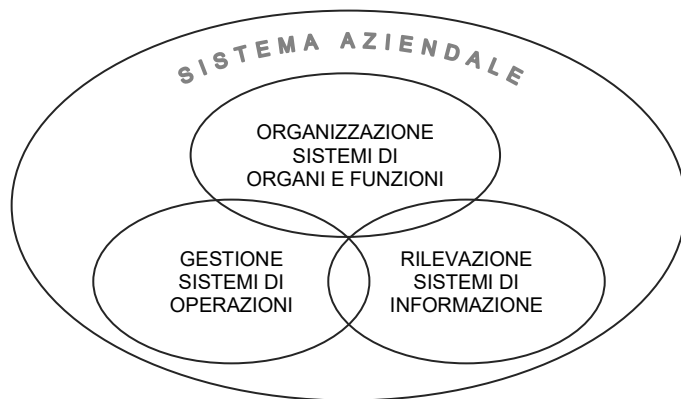 SISTEMA AZIENDALE
ORGANIZZAZIONE
SISTEMI DI
ORGANI E FUNZIONI
GESTIONE
SISTEMI DI
OPERAZIONI
RILEVAZIONE
SISTEMI DI
INFORMAZIONE